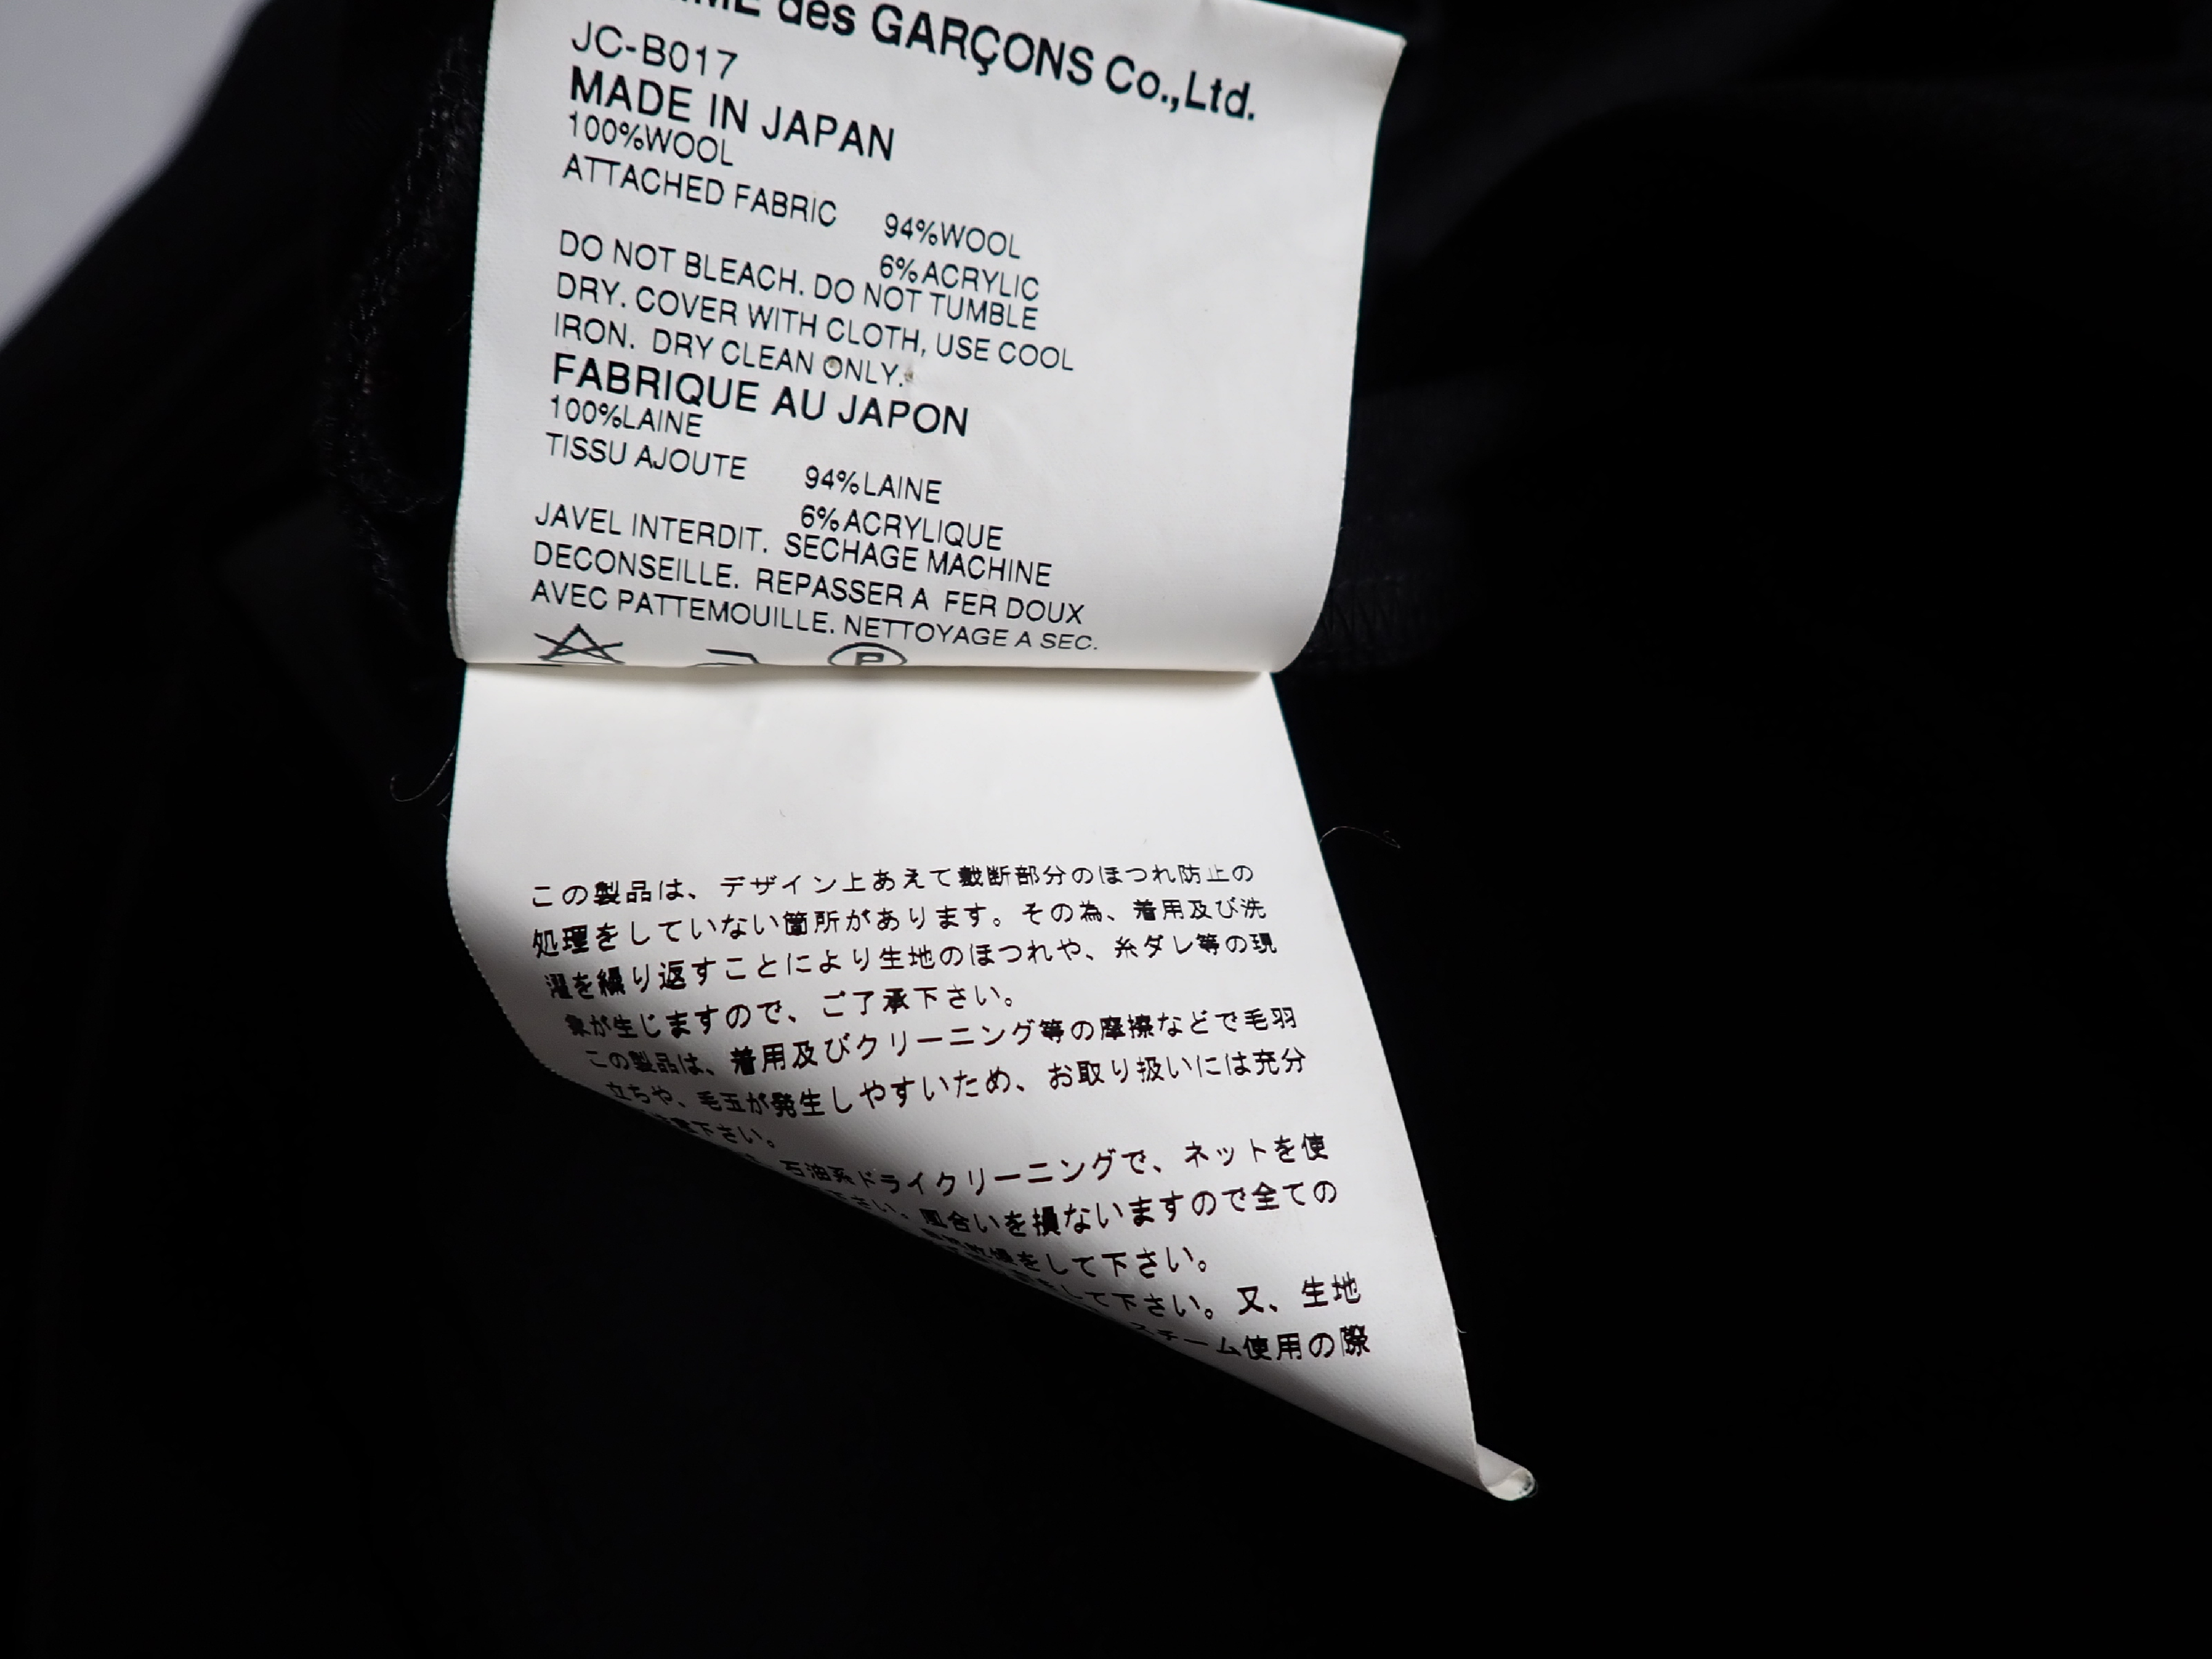 des GARÇONS Co.,Ltd.
JC-B017
MADE IN JAPAN
100%WOOL
ATTACHED FABRIC 94%WOOL
6%ACRYLIC
DO NOT BLEACH. DO NOT TUMBLE
DRY. COVER WITH CLOTH, USE COOL
IRON. DRY CLEAN ONLY.
FABRIQUE AU JAPON
100%LAINE
TISSU AJOUTE 94%LAINE
6%ACRYLIQUE
JAVEL INTERDIT. SECHAGE MACHINE
DECONSEILLE. REPASSER A FER DOUX
AVEC PATTEMOUILLE. NETTOYAGE A SEC.
P
この製品は、デザイン上あえて裁断部分のほつれ防止の
処理をしていない箇所があります。その為、着用及び洗
濯を繰り返すことにより生地のほつれや、糸ダレ等の現
象が生じますので、ご了承下さい。
この製品は、着用及びクリーニング等の摩擦などで毛羽
立ちや、毛玉が発生しやすいため、お取り扱いには充分
下さい。
石油系ドライクリーニングで、ネットを使
下さい。風合いを損ないますので全ての
をして下さい。
して下さい。又、生地
スチーム使用の際